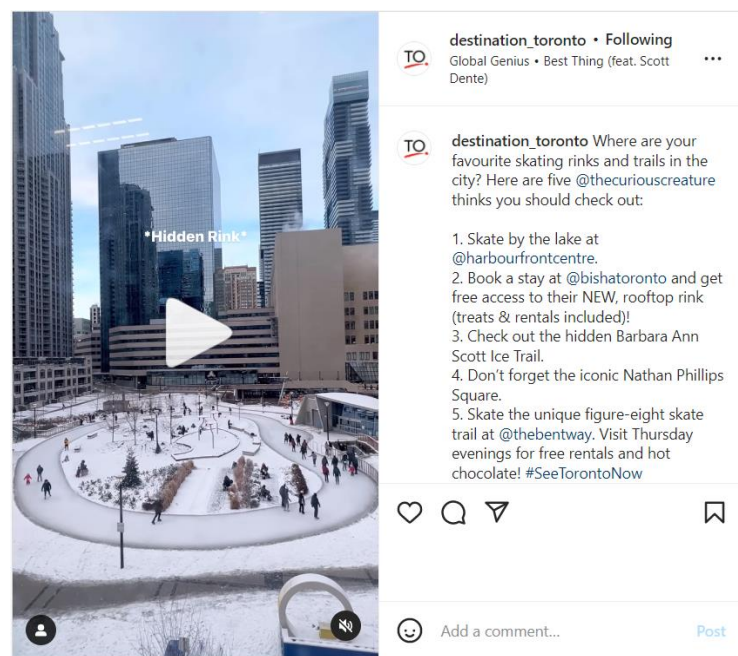 *Hidden Rink*
TO.
destination_toronto • Following
Global Genius • Best Thing (feat. Scott
Dente)
TO.
destination_toronto Where are your
favourite skating rinks and trails in the
city? Here are five @thecuriouscreature
thinks you should check out:
1. Skate by the lake at
@harbourfrontcentre.
2. Book a stay at @bishatoronto and get
free access to their NEW, rooftop rink
(treats & rentals included)!
3. Check out the hidden Barbara Ann
Scott Ice Trail.
4. Don’t forget the iconic Nathan Phillips
Square.
5. Skate the unique figure-eight skate
trail at @thebentway. Visit Thursday
evenings for free rentals and hot
chocolate! #SeeTorontoNow
Add a comment...
Post